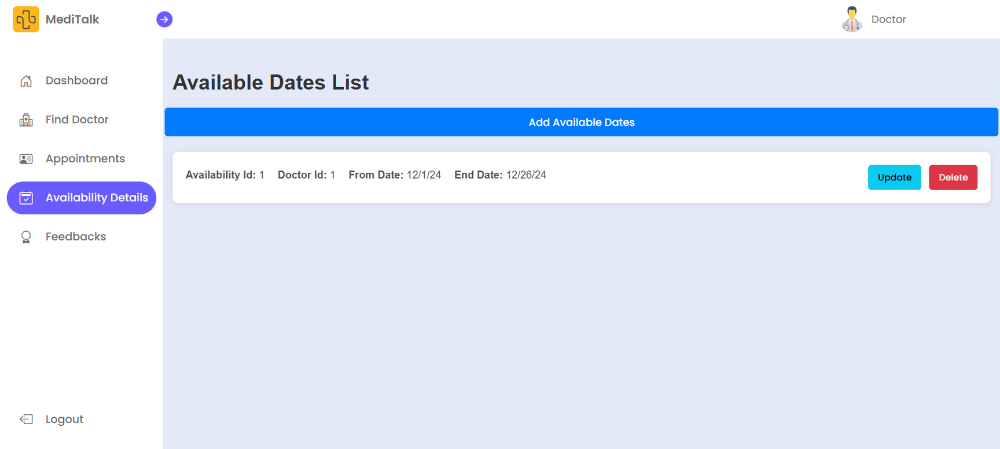 MediTalk
Doctor
Dashboard
Find Doctor
Appointments
Availability Details
Feedbacks
Logout
Available Dates List
Add Available Dates
Availability Id: 1 Doctor Id: 1 From Date: 12/1/24 End Date: 12/26/24
Update Delete